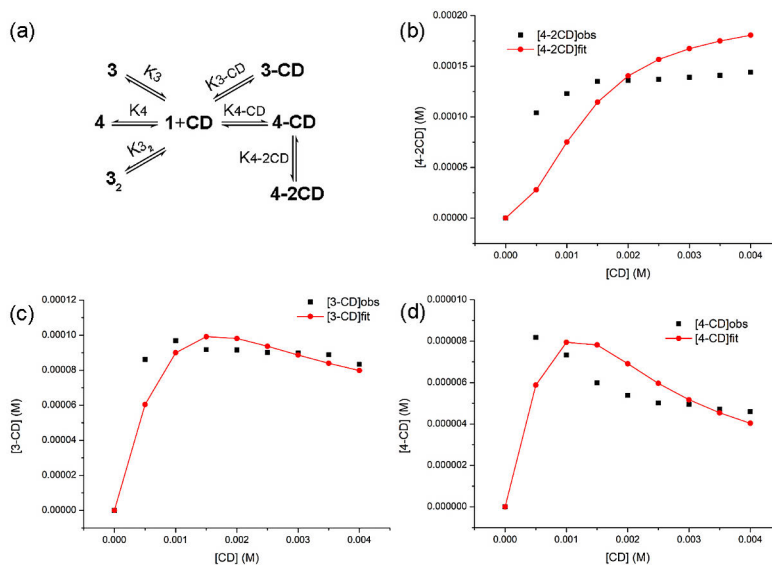 (a)
3
K3
K3-CD
3-CD
4
K4
1+CD
K4-CD
4-CD
K32
K4-2CD
32
4-2CD
(b)
[4-2CD]obs
[4-2CD]fit
0.00020
0.00015
0.00010
0.00005
0.00000
[4-2CD] (M)
0.000 0.001 0.002 0.003 0.004
[CD] (M)
(c)
[3-CD]obs
[3-CD]fit
0.00012
0.00010
0.00008
0.00006
0.00004
0.00002
0.00000
[3-CD] (M)
0.000 0.001 0.002 0.003 0.004
[CD] (M)
(d)
[4-CD]obs
[4-CD]fit
0.000010
0.000008
0.000006
0.000004
0.000002
0.000000
[4-CD] (M)
0.000 0.001 0.002 0.003 0.004
[CD] (M)